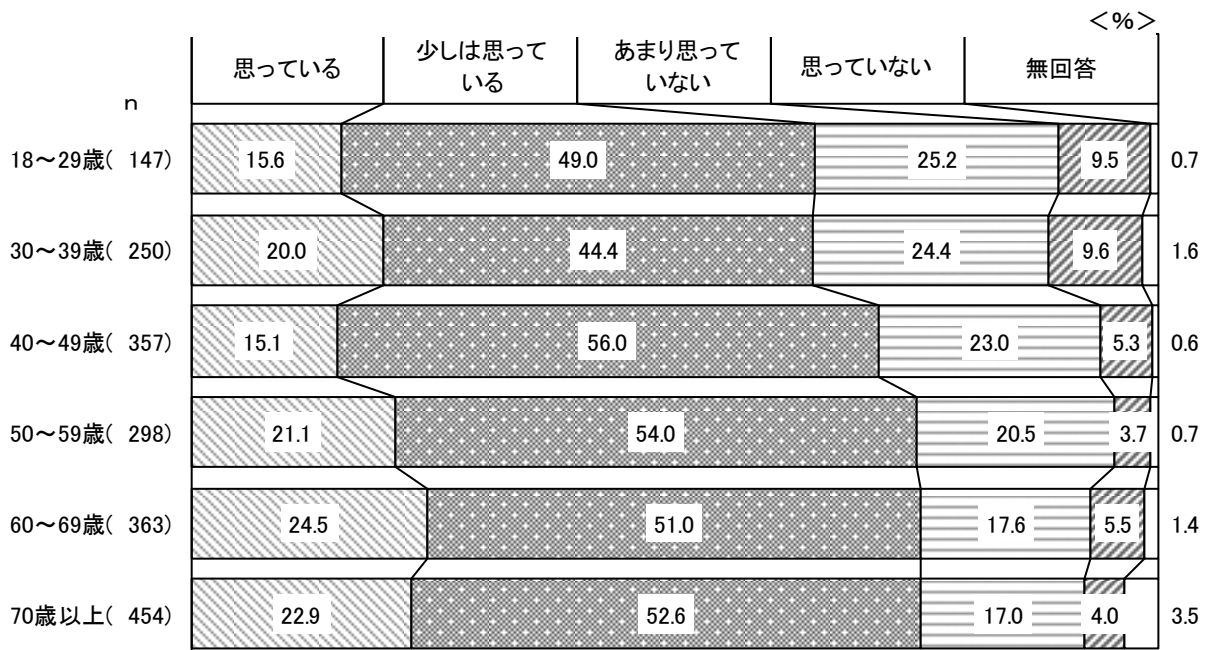 <%>
思っている 少しは思って あまり思って 思っていない 無回答
いる いない
n
18~29歳( 147) 15.6 49.0 25.2 9.5 0.7
30~39歳( 250) 20.0 44.4 24.4 9.6 1.6
40~49歳( 357) 15.1 56.0 23.0 5.3 0.6
50~59歳( 298) 21.1 54.0 20.5 3.7 0.7
60~69歳( 363) 24.5 51.0 17.6 5.5 1.4
70歳以上( 454) 22.9 52.6 17.0 4.0 3.5